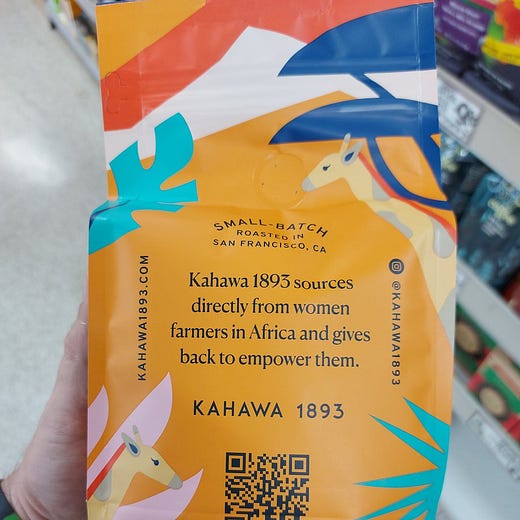 SMALL-BATCH
ROASTED IN
SAN FRANCISCO, CA
Kahawa 1893 sources
directly from women
farmers in Africa and gives
back to empower them.
KAHAWA 1893
KAHAWA1893.COM
@KAHAWA1893